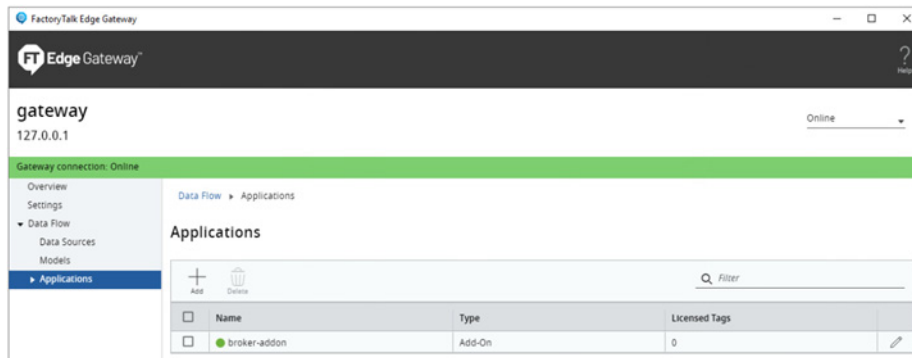 FactoryTalk Edge Gateway
FT Edge Gateway™
Help
gateway
127.0.0.1
Online
Gateway connection: Online
Overview
Settings
Data Flow
Data Sources
Models
Applications
Data Flow ▸ Applications
Applications
Add Delete Filter
Name Type Licensed Tags
broker-addon Add-On 0